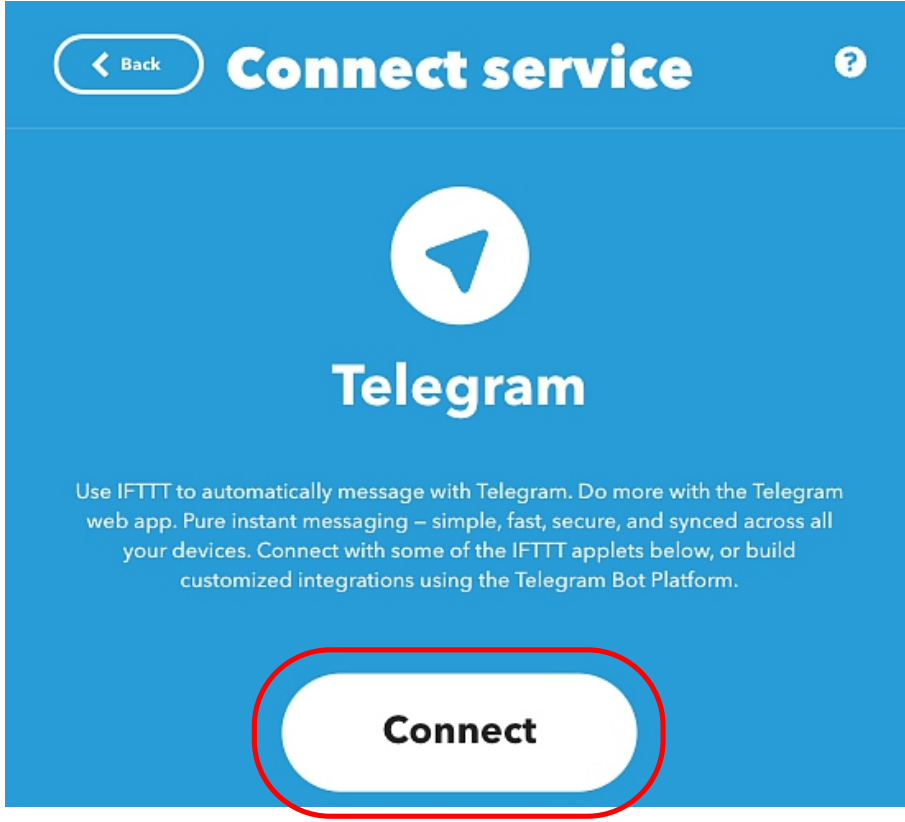 Back
Connect service
?
Telegram
Use IFTTT to automatically message with Telegram. Do more with the Telegram
web app. Pure instant messaging – simple, fast, secure, and synced across all
your devices. Connect with some of the IFTTT applets below, or build
customized integrations using the Telegram Bot Platform.
Connect